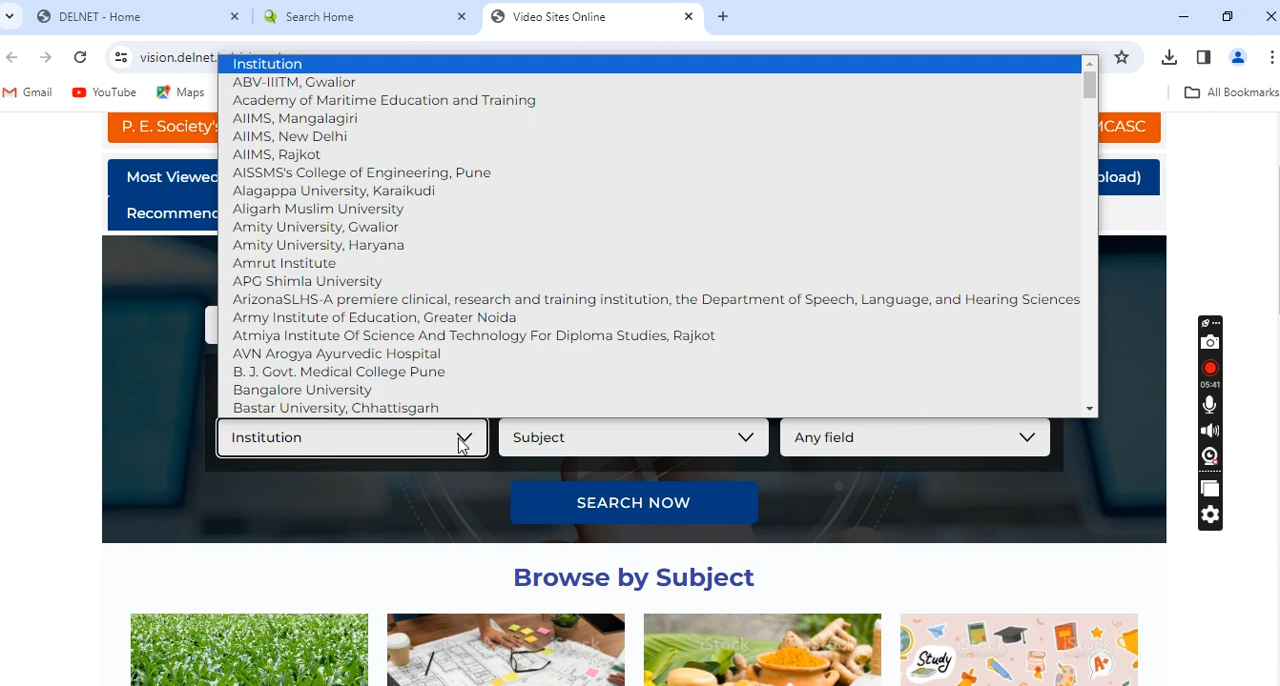 DELNET - Home
Search Home
Video Sites Online
vision.delnet.
Gmail
YouTube
Maps
All Bookmarks
P. E. Society's
MCASC
Most Viewed
Recommend
Institution
ABV-IIITM, Gwalior
Academy of Maritime Education and Training
AIIMS, Mangalagiri
AIIMS, New Delhi
AIIMS, Rajkot
AISSMS's College of Engineering, Pune
Alagappa University, Karaikudi
Aligarh Muslim University
Amity University, Gwalior
Amity University, Haryana
Amrut Institute
APG Shimla University
ArizonaSLHS-A premiere clinical, research and training institution, the Department of Speech, Language, and Hearing Sciences
Army Institute of Education, Greater Noida
Atmiya Institute Of Science And Technology For Diploma Studies, Rajkot
AVN Arogya Ayurvedic Hospital
B. J. Govt. Medical College Pune
Bangalore University
Bastar University, Chhattisgarh
Institution
Subject
Any field
SEARCH NOW
05:41
Browse by Subject
iStock
iStock
iStock
iStock
Study
A+